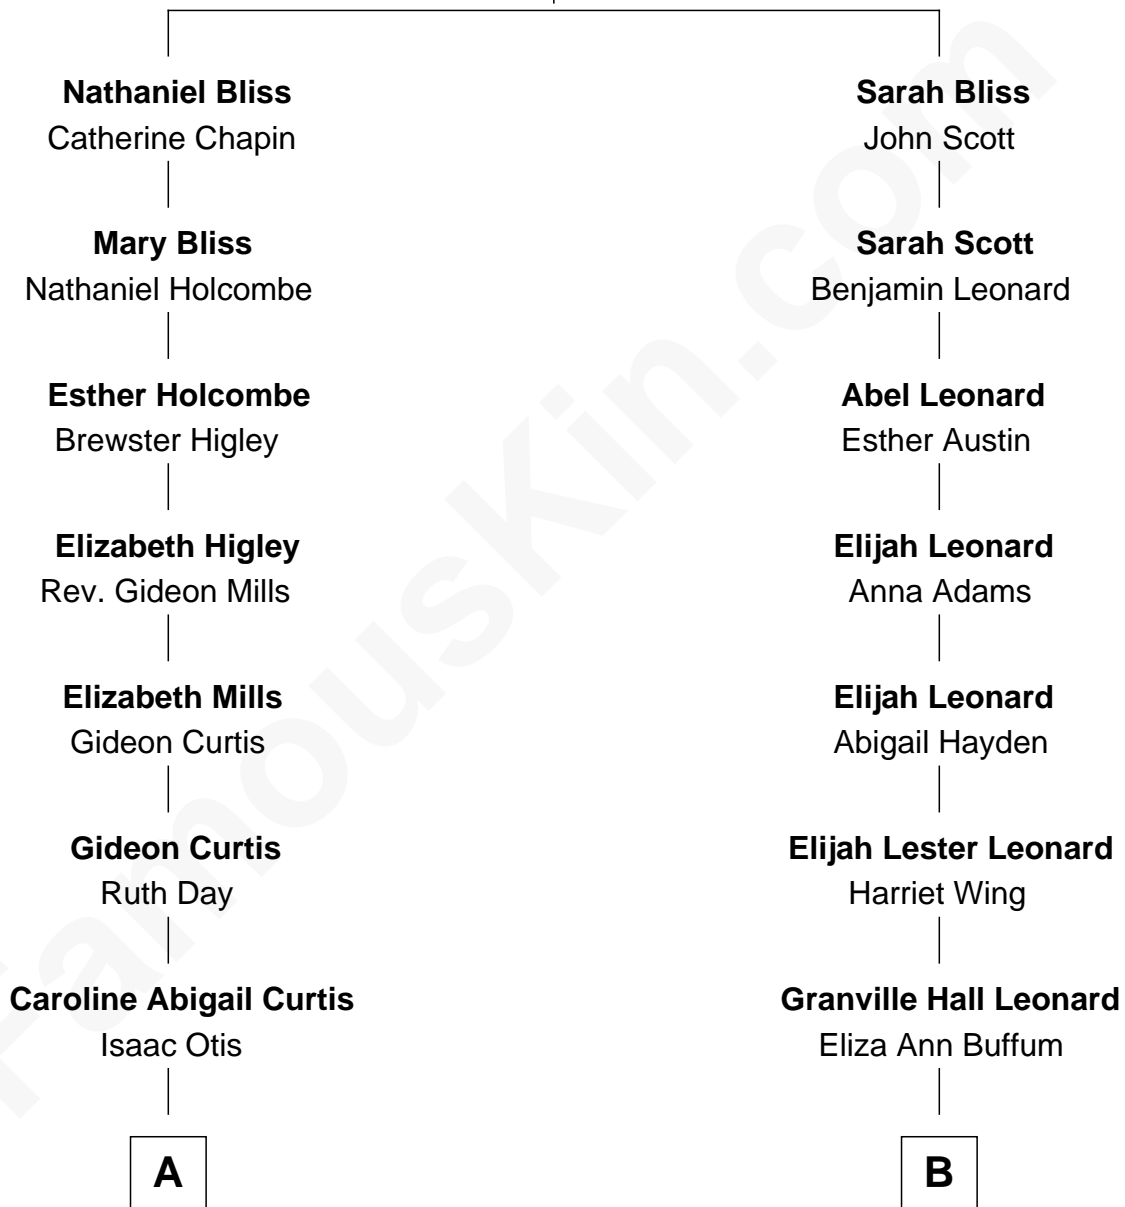 Nathaniel Bliss
Catherine Chapin
Mary Bliss
Nathaniel Holcombe
Esther Holcombe
Brewster Higley
Elizabeth Higley
Rev. Gideon Mills
Elizabeth Mills
Gideon Curtis
Gideon Curtis
Ruth Day
Caroline Abigail Curtis
Isaac Otis
A
Sarah Bliss
John Scott
Sarah Scott
Benjamin Leonard
Abel Leonard
Esther Austin
Elijah Leonard
Anna Adams
Elijah Leonard
Abigail Hayden
Elijah Lester Leonard
Harriet Wing
Granville Hall Leonard
Eliza Ann Buffum
B
FamousKin.com